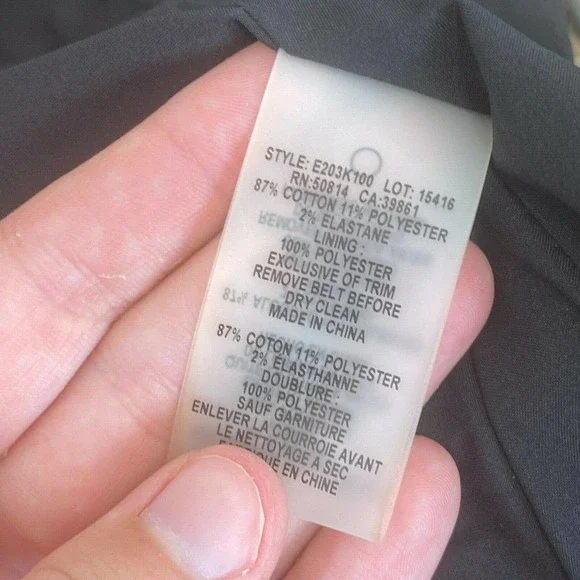 STYLE: E203K100 LOT: 15416
RN:50814 CA:39861
87% COTTON 11% POLYESTER
2% ELASTANE
LINING :
100% POLYESTER
EXCLUSIVE OF TRIM
REMOVE BELT BEFORE
DRY CLEAN
MADE IN CHINA
87% COTON 11% POLYESTER
2% ELASTHANNE
DOUBLURE :
100% POLYESTER
SAUF GARNITURE
ENLEVER LA COURROIE AVANT
LE NETTOYAGE A SEC
EN CHINE